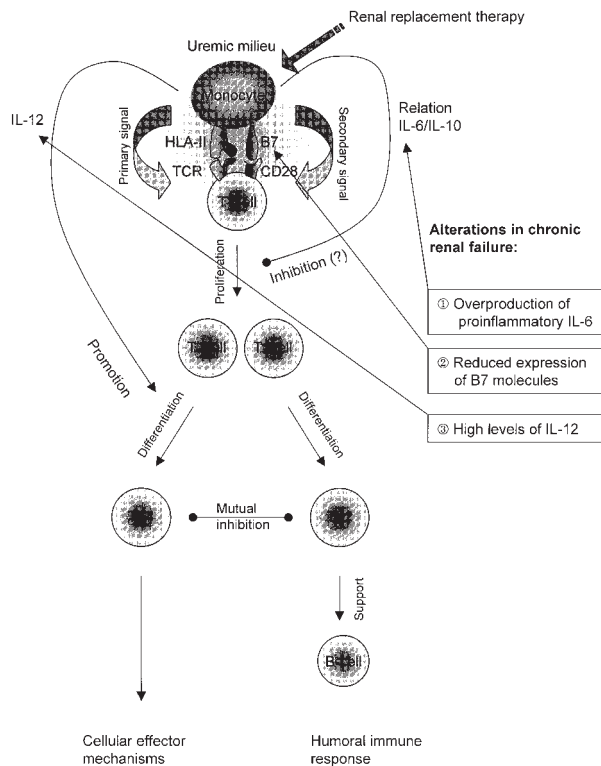 Renal replacement therapy
Uremic milieu
Monocyte
IL-12
Relation
IL-6/IL-10
Primary signal
Secondary signal
HLA-II
B7
TCR
CD28
T cell
Alterations in chronic
renal failure:
Proliferation
Inhibition (?)
① Overproduction of
proinflammatory IL-6
② Reduced expression
of B7 molecules
③ High levels of IL-12
Promotion
Differentiation
Differentiation
Mutual
inhibition
Support
B cell
Cellular effector
mechanisms
Humoral immune
response